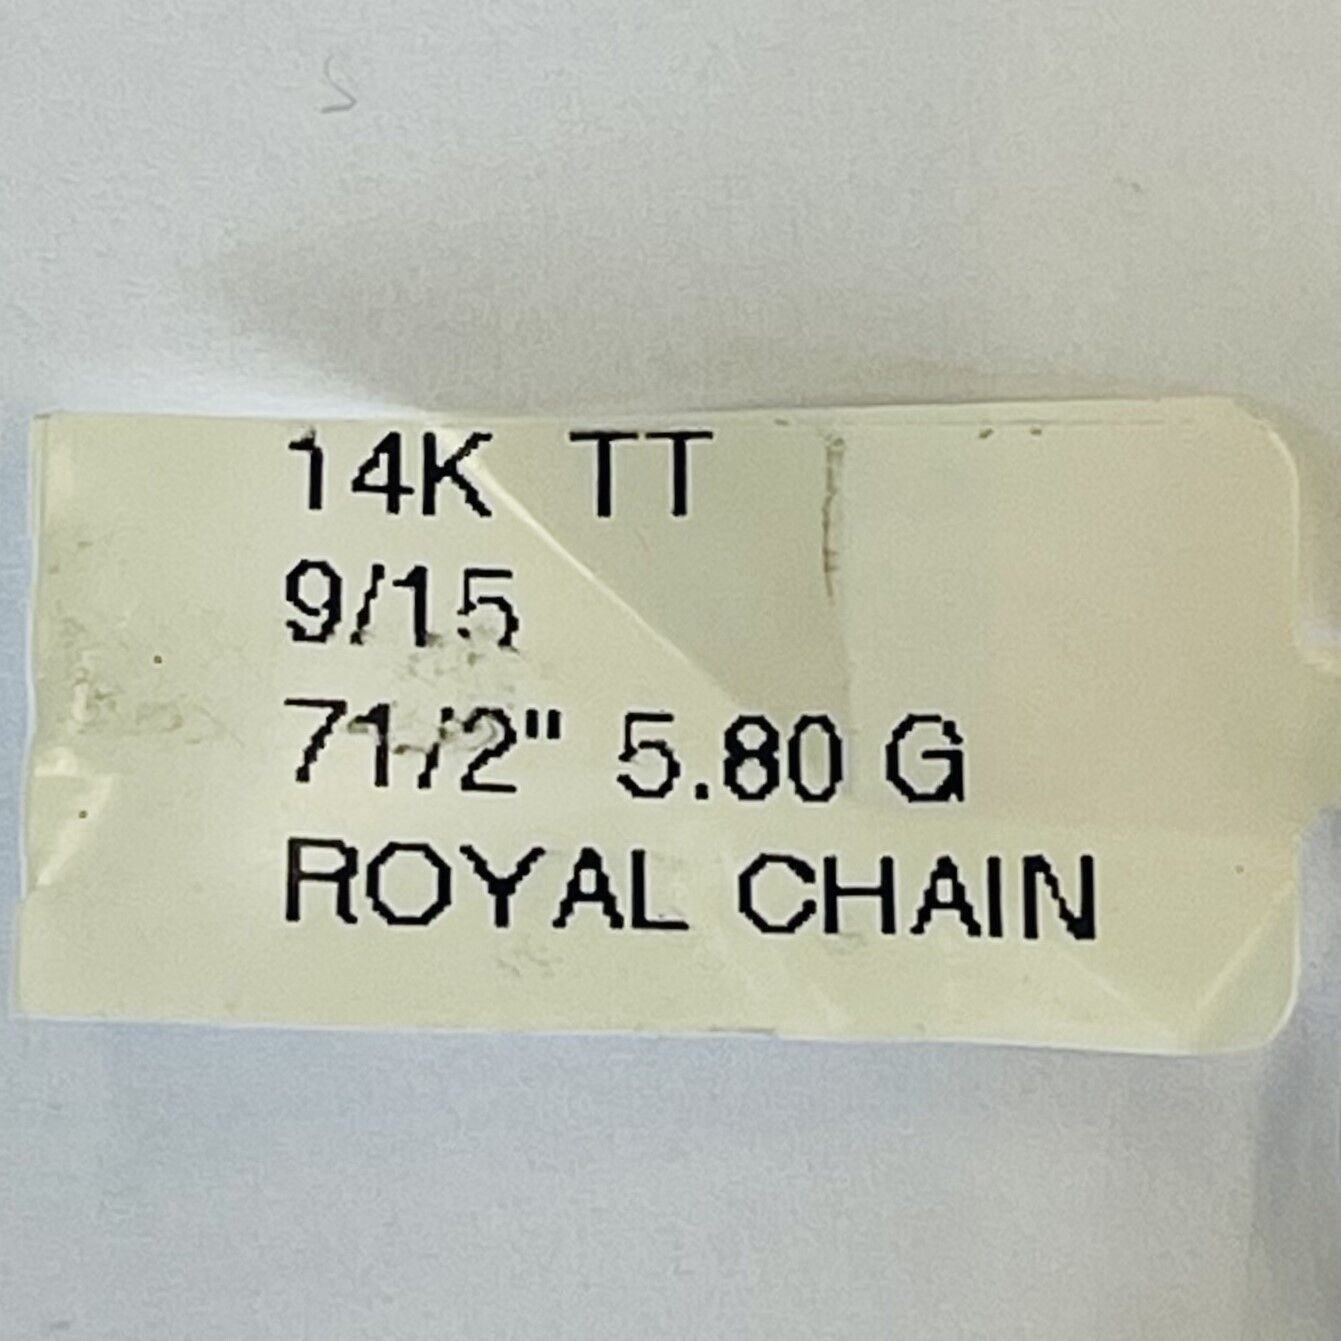 14K TT
9/15
71/2" 5.80 G
ROYAL CHAIN